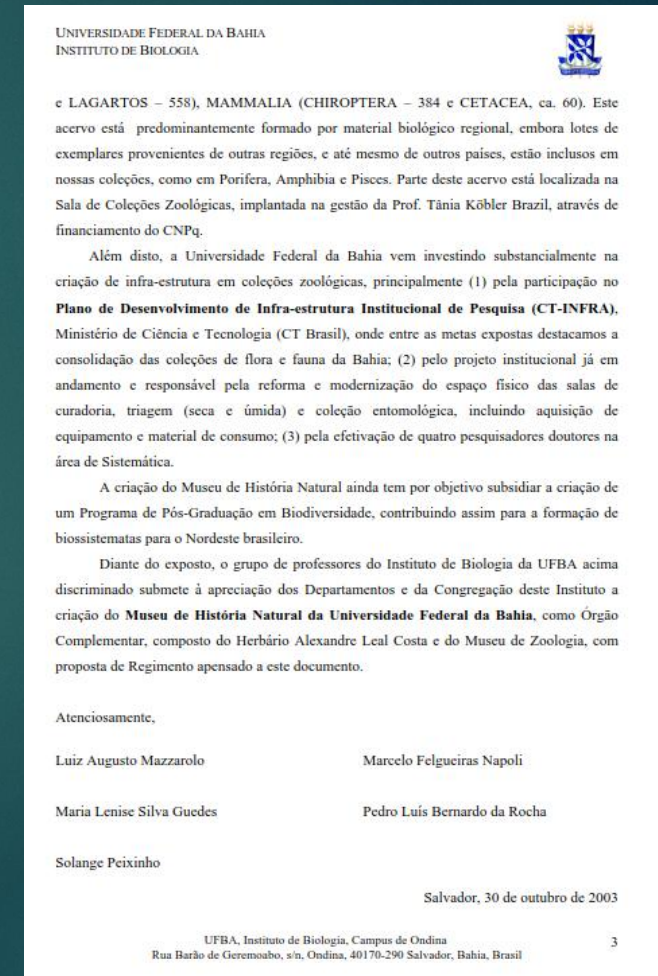 UNIVERSIDADE FEDERAL DA BAHIA
INSTITUTO DE BIOLOGIA
e LAGARTOS – 558), MAMMALIA (CHIROPTERA – 384 e CETACEA, ca. 60). Este
acervo está predominantemente formado por material biológico regional, embora lotes de
exemplares provenientes de outras regiões, e até mesmo de outros países, estão inclusos em
nossas coleções, como em Porifera, Amphibia e Pisces. Parte deste acervo está localizada na
Sala de Coleções Zoológicas, implantada na gestão da Prof. Tânia Köbler Brazil, através de
financiamento do CNPq.
Além disto, a Universidade Federal da Bahia vem investindo substancialmente na
criação de infra-estrutura em coleções zoológicas, principalmente (1) pela participação no
Plano de Desenvolvimento de Infra-estrutura Institucional de Pesquisa (CT-INFRA),
Ministério de Ciência e Tecnologia (CT Brasil), onde entre as metas expostas destacamos a
consolidação das coleções de flora e fauna da Bahia; (2) pelo projeto institucional já em
andamento e responsável pela reforma e modernização do espaço físico das salas de
curadoria, triagem (seca e úmida) e coleção entomológica, incluindo aquisição de
equipamento e material de consumo; (3) pela efetivação de quatro pesquisadores doutores na
área de Sistemática.
A criação do Museu de História Natural ainda tem por objetivo subsidiar a criação de
um Programa de Pós-Graduação em Biodiversidade, contribuindo assim para a formação de
biossistematas para o Nordeste brasileiro.
Diante do exposto, o grupo de professores do Instituto de Biologia da UFBA acima
discriminado submete à apreciação dos Departamentos e da Congregação deste Instituto a
criação do Museu de História Natural da Universidade Federal da Bahia, como Órgão
Complementar, composto do Herbário Alexandre Leal Costa e do Museu de Zoologia, com
proposta de Regimento apensado a este documento.
Atenciosamente,
Luiz Augusto Mazzarolo Marcelo Felgueiras Napoli
Maria Lenise Silva Guedes Pedro Luís Bernardo da Rocha
Solange Peixinho
Salvador, 30 de outubro de 2003
UFBA, Instituto de Biologia, Campus de Ondina 3
Rua Barão de Geremoabo, s/n, Ondina, 40170-290 Salvador, Bahia, Brasil